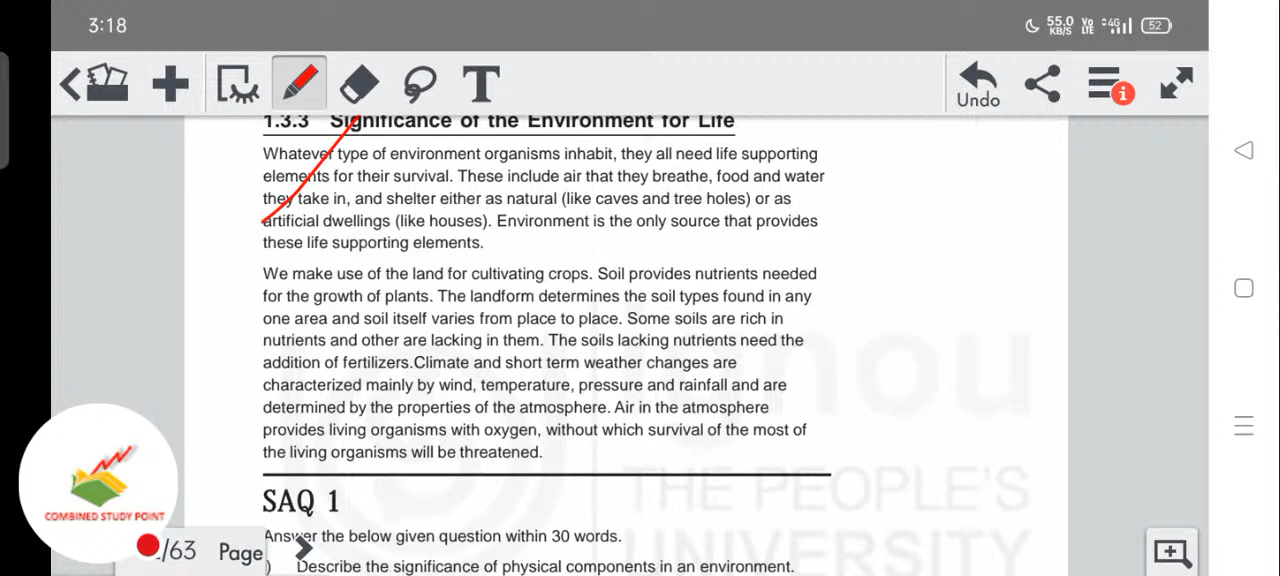 3:18
55.0 KB/S Vo LTE 4G 52
T
Undo
i
1.3.3 Significance of the Environment for Life
Whatever type of environment organisms inhabit, they all need life supporting
elements for their survival. These include air that they breathe, food and water
they take in, and shelter either as natural (like caves and tree holes) or as
artificial dwellings (like houses). Environment is the only source that provides
these life supporting elements.
We make use of the land for cultivating crops. Soil provides nutrients needed
for the growth of plants. The landform determines the soil types found in any
one area and soil itself varies from place to place. Some soils are rich in
nutrients and other are lacking in them. The soils lacking nutrients need the
addition of fertilizers.Climate and short term weather changes are
characterized mainly by wind, temperature, pressure and rainfall and are
determined by the properties of the atmosphere. Air in the atmosphere
provides living organisms with oxygen, without which survival of the most of
the living organisms will be threatened.
ignou
THE PEOPLE'S
UNIVERSITY
SAQ 1
Answer the below given question within 30 words.
) Describe the significance of physical components in an environment.
COMBINED STUDY POINT
/63 Page